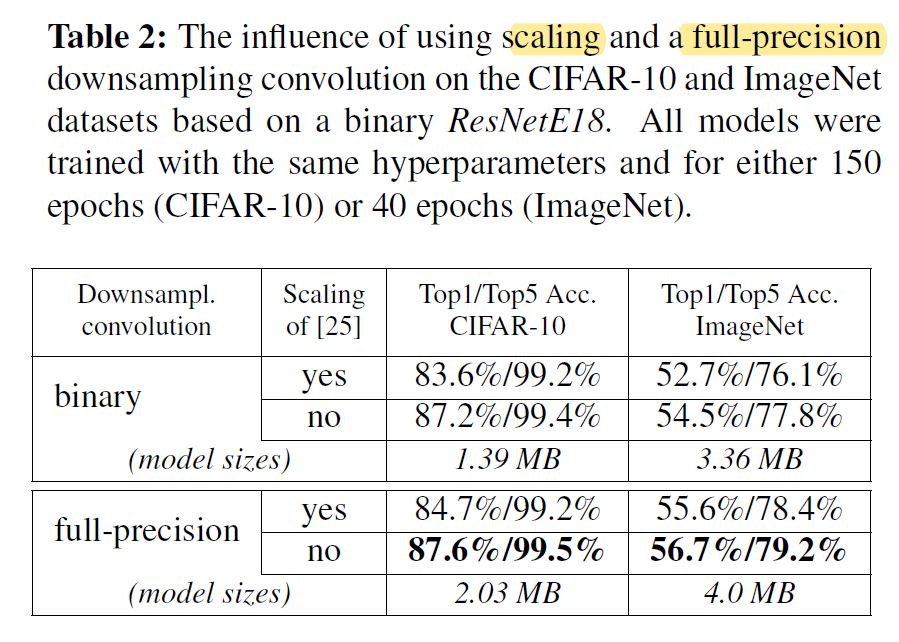 Table 2: The influence of using scaling and a full-precision
downsampling convolution on the CIFAR-10 and ImageNet
datasets based on a binary ResNetE18. All models were
trained with the same hyperparameters and for either 150
epochs (CIFAR-10) or 40 epochs (ImageNet).
Downsampl. convolution Scaling of [25] Top1/Top5 Acc. CIFAR-10 Top1/Top5 Acc. ImageNet
binary yes 83.6%/99.2% 52.7%/76.1%
no 87.2%/99.4% 54.5%/77.8%
(model sizes) 1.39 MB 3.36 MB
full-precision yes 84.7%/99.2% 55.6%/78.4%
no 87.6%/99.5% 56.7%/79.2%
(model sizes) 2.03 MB 4.0 MB